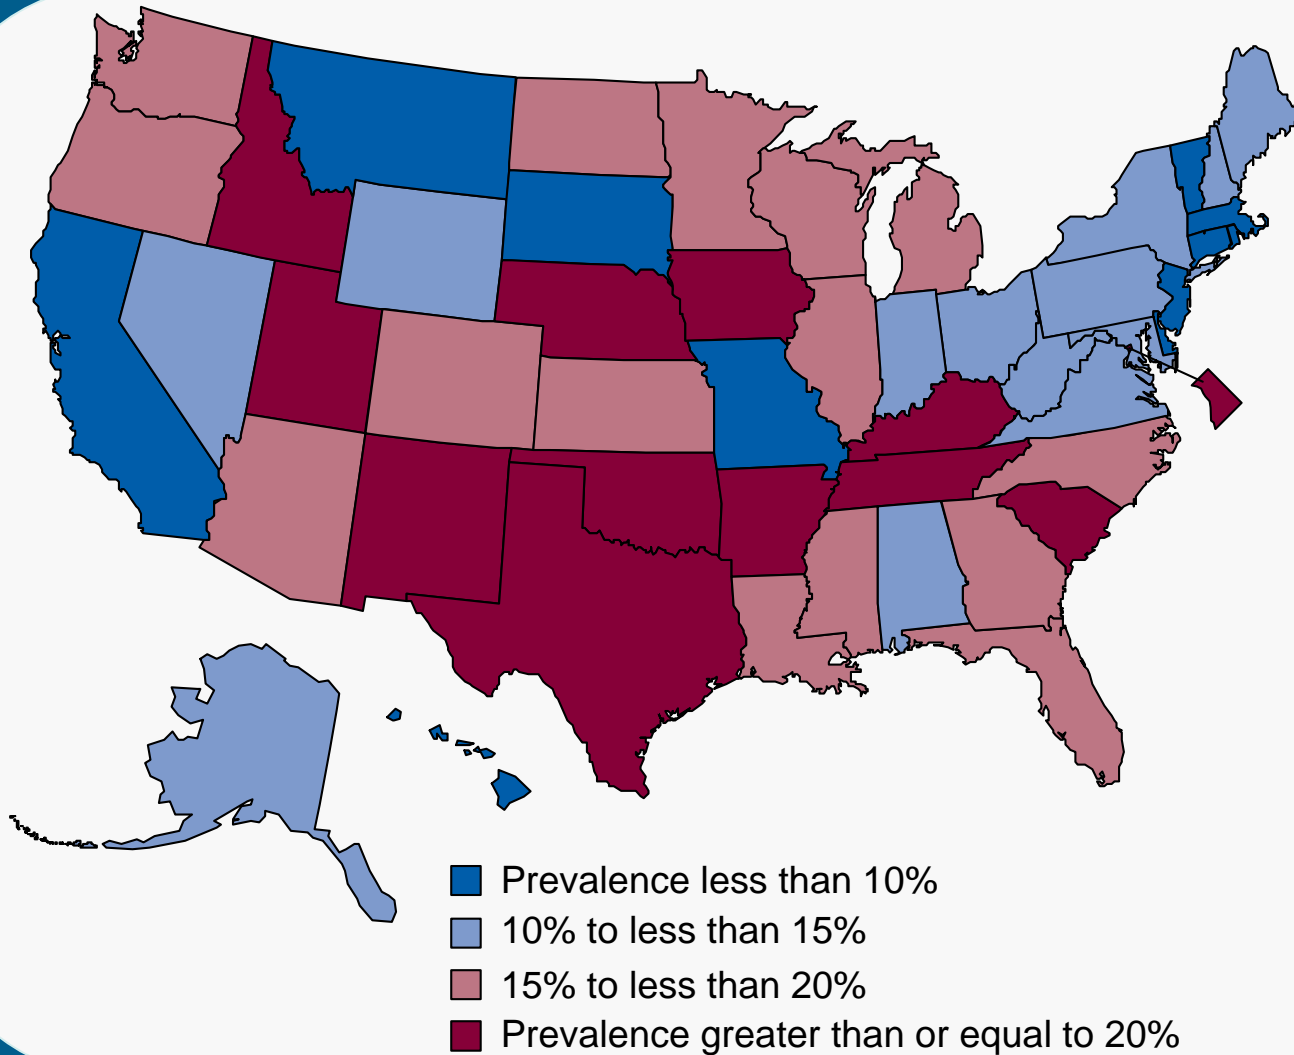 Prevalence less than 10%
10% to less than 15%
15% to less than 20%
Prevalence greater than or equal to 20%